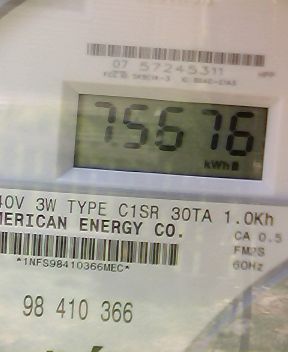 07 57245311
75676
kWh
40V 3W TYPE C1SR 30TA 1.0Kh
MERICAN ENERGY CO.
CA 0.5
FM2S
60Hz
*1NFS98410366MEC*
98 410 366